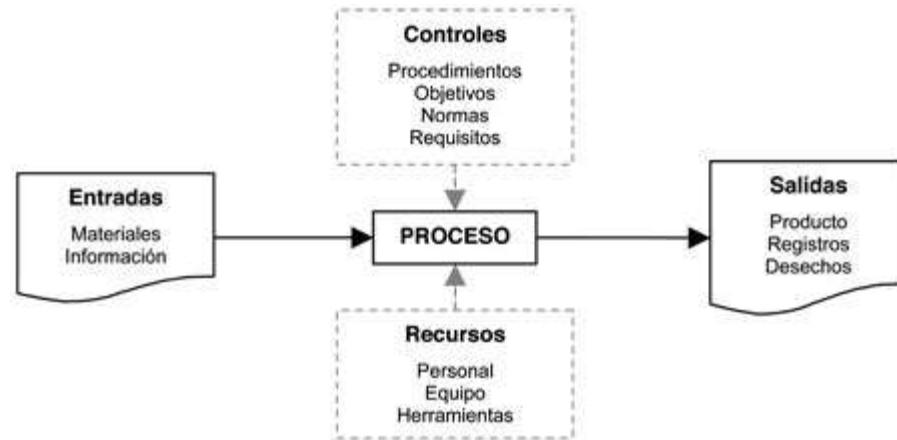 Controles
Procedimientos
Objetivos
Normas
Requisitos
Entradas
Materiales
Información
PROCESO
Salidas
Producto
Registros
Desechos
Recursos
Personal
Equipo
Herramientas